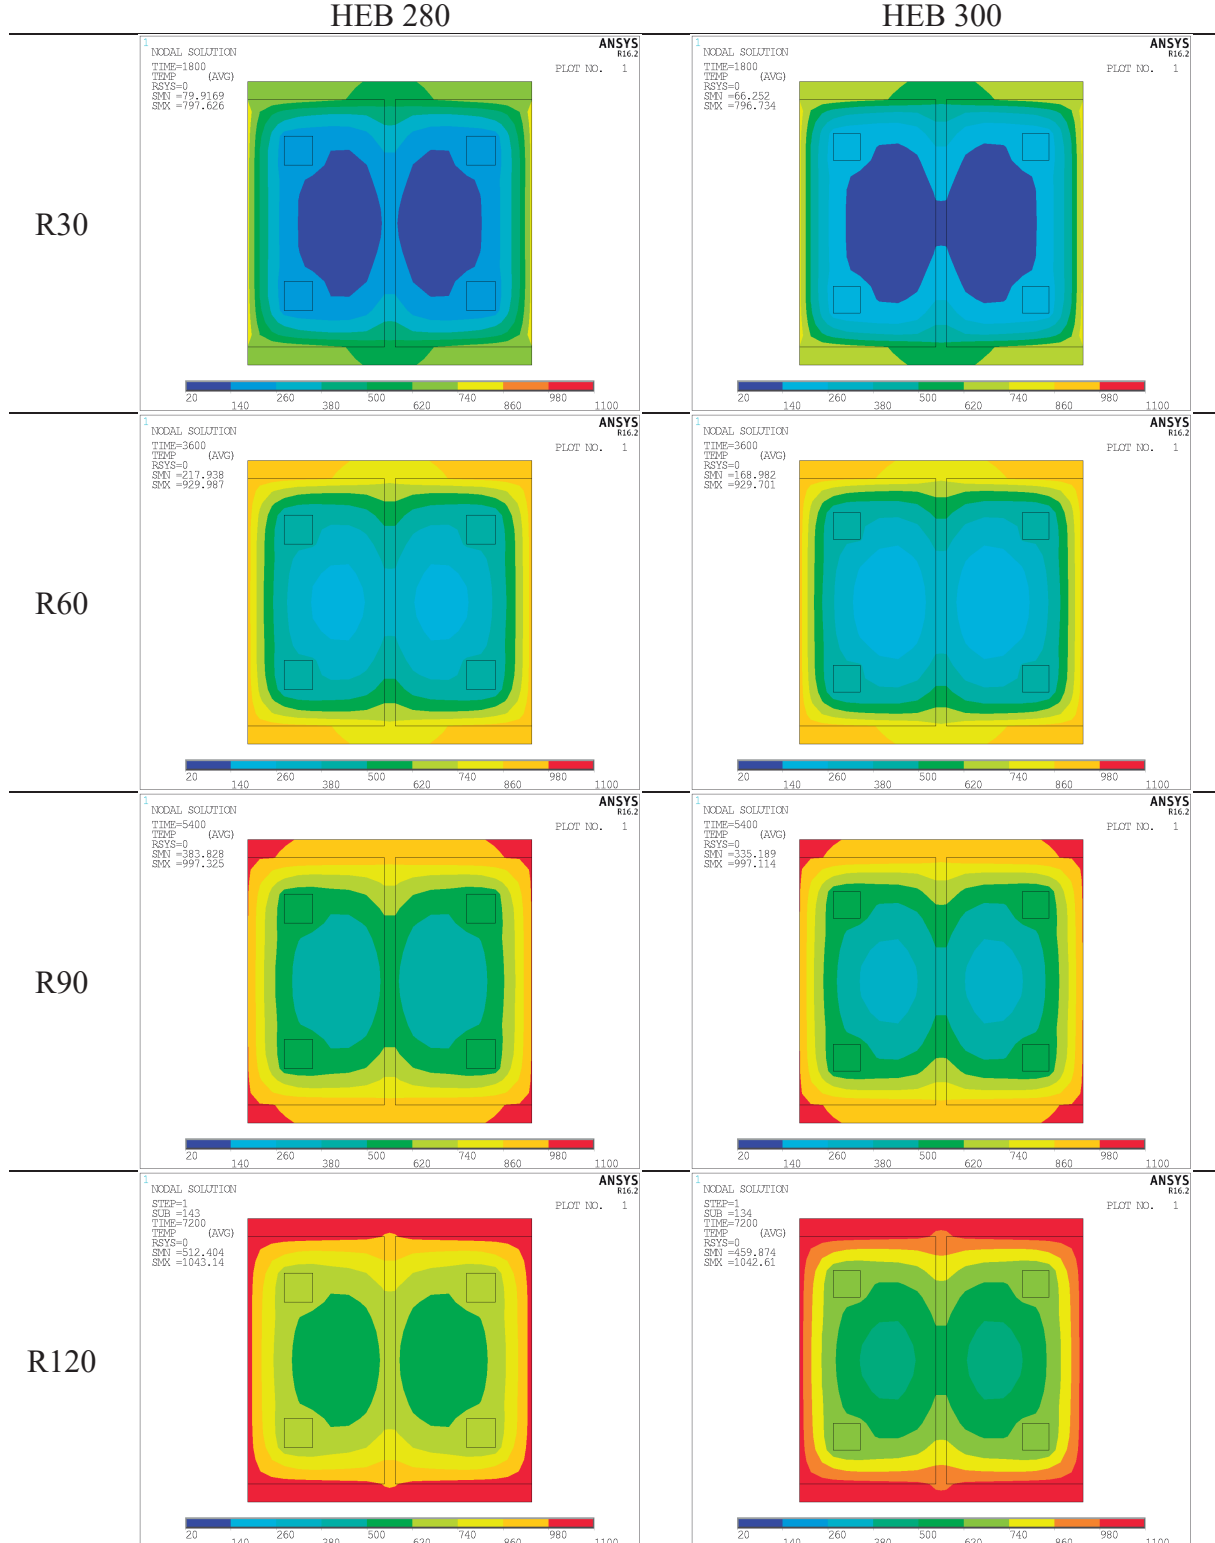 HEB 280
HEB 300
R30
1
NODAL SOLUTION
TIME=1800
TEMP (AVG)
RSYS=0
SMN =79.9169
SMX =797.626
ANSYS
R16.2
PLOT NO. 1
20 140 260 380 500 620 740 860 980 1100
1
NODAL SOLUTION
TIME=1800
TEMP (AVG)
RSYS=0
SMN =66.252
SMX =796.734
ANSYS
R16.2
PLOT NO. 1
20 140 260 380 500 620 740 860 980 1100
R60
1
NODAL SOLUTION
TIME=3600
TEMP (AVG)
RSYS=0
SMN =217.938
SMX =929.987
ANSYS
R16.2
PLOT NO. 1
20 140 260 380 500 620 740 860 980 1100
1
NODAL SOLUTION
TIME=3600
TEMP (AVG)
RSYS=0
SMN =168.982
SMX =929.701
ANSYS
R16.2
PLOT NO. 1
20 140 260 380 500 620 740 860 980 1100
R90
1
NODAL SOLUTION
TIME=5400
TEMP (AVG)
RSYS=0
SMN =383.828
SMX =997.325
ANSYS
R16.2
PLOT NO. 1
20 140 260 380 500 620 740 860 980 1100
1
NODAL SOLUTION
TIME=5400
TEMP (AVG)
RSYS=0
SMN =335.189
SMX =997.114
ANSYS
R16.2
PLOT NO. 1
20 140 260 380 500 620 740 860 980 1100
R120
1
NODAL SOLUTION
STEP=1
SUB =143
TIME=7200
TEMP (AVG)
RSYS=0
SMN =512.404
SMX =1043.14
ANSYS
R16.2
PLOT NO. 1
20 140 260 380 500 620 740 860 980 1100
1
NODAL SOLUTION
STEP=1
SUB =134
TIME=7200
TEMP (AVG)
RSYS=0
SMN =459.874
SMX =1042.61
ANSYS
R16.2
PLOT NO. 1
20 140 260 380 500 620 740 860 980 1100